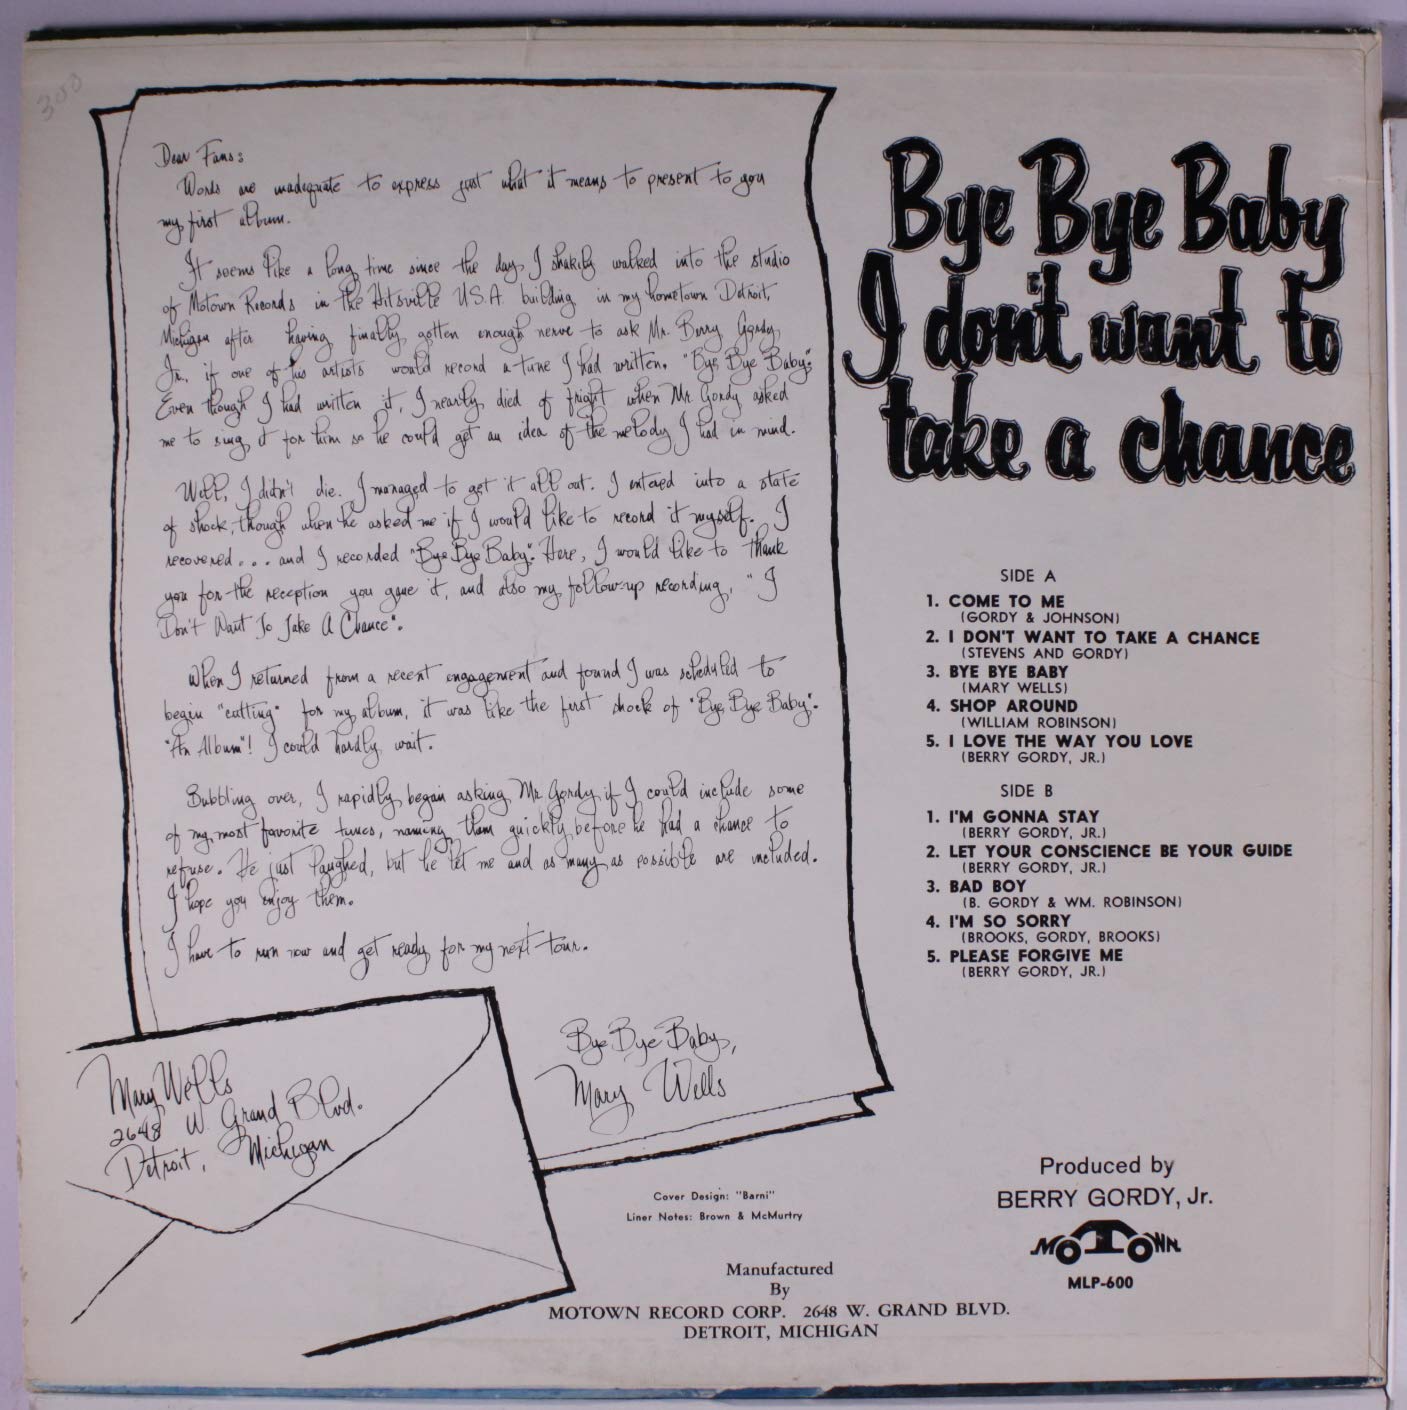 300
Dear Fans:
Words are inadequate to express just what it means to present to you
my first album.
It seems like a long time since the day I shakily walked into the studio
of Motown Records in the Hitsville U.S.A. building in my hometown Detroit,
Michigan after having finally gotten enough nerve to ask Mr. Berry Gordy,
Jr., if one of his artists would record a tune I had written. "Bye Bye Baby".
Even though I had written it, I nearly died of fright when Mr. Gordy asked
me to sing it for him so he could get an idea of the melody I had in mind.
Well, I didn't die. I managed to get it all out. I entered into a state
of shock, though when he asked me if I would like to record it myself. I
recovered... and I recorded "Bye Bye Baby". Here, I would like to thank
you for the reception you gave it, and also my follow-up recording, "I
Don't Want To Take A Chance".
When I returned from a recent engagement and found I was scheduled to
begin "cutting" for my album, it was like the first shock of "Bye Bye Baby".
"An Album"! I could hardly wait.
Bubbling over, I rapidly began asking Mr. Gordy if I could include some
of my most favorite tunes, naming them quickly before he had a chance to
refuse. He just laughed, but he let me and as many as possible are included.
I hope you enjoy them.
I have to run now and get ready for my next tour.
Bye Bye Baby,
Mary Wells
Mary Wells
2648 W. Grand Blvd.
Detroit, Michigan
Cover Design: "Barni"
Liner Notes: Brown & McMurtry
Manufactured
By
MOTOWN RECORD CORP. 2648 W. GRAND BLVD.
DETROIT, MICHIGAN
Bye Bye Baby
I don't want to
take a chance
SIDE A
1. COME TO ME
(GORDY & JOHNSON)
2. I DON'T WANT TO TAKE A CHANCE
(STEVENS AND GORDY)
3. BYE BYE BABY
(MARY WELLS)
4. SHOP AROUND
(WILLIAM ROBINSON)
5. I LOVE THE WAY YOU LOVE
(BERRY GORDY, JR.)
SIDE B
1. I'M GONNA STAY
(BERRY GORDY, JR.)
2. LET YOUR CONSCIENCE BE YOUR GUIDE
(BERRY GORDY, JR.)
3. BAD BOY
(B. GORDY & WM. ROBINSON)
4. I'M SO SORRY
(BROOKS, GORDY, BROOKS)
5. PLEASE FORGIVE ME
(BERRY GORDY, JR.)
Produced by
BERRY GORDY, Jr.
MOTOWN
MLP-600